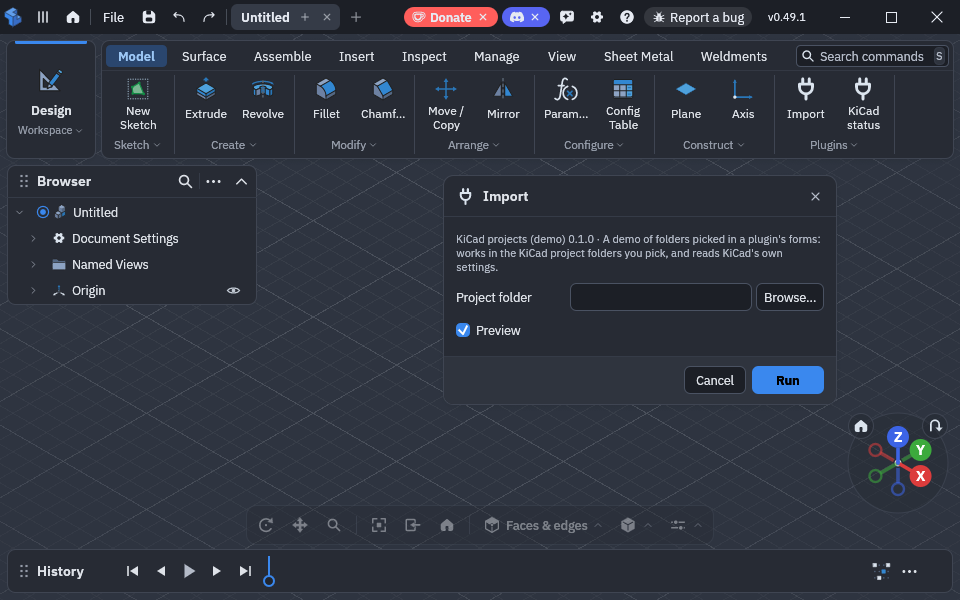 File
Untitled
Donate
Report a bug
v0.49.1
Design
Workspace
Model
Surface
Assemble
Insert
Inspect
Manage
View
Sheet Metal
Weldments
Search commands
S
New Sketch
Extrude
Revolve
Fillet
Chamf...
Move / Copy
Mirror
Param...
Config Table
Plane
Axis
Import
KiCad status
Sketch
Create
Modify
Arrange
Configure
Construct
Plugins
Browser
Untitled
Document Settings
Named Views
Origin
Import
KiCad projects (demo) 0.1.0 · A demo of folders picked in a plugin's forms:
works in the KiCad project folders you pick, and reads KiCad's own
settings.
Project folder
Browse...
Preview
Cancel
Run
Z
Y
X
Faces & edges
History